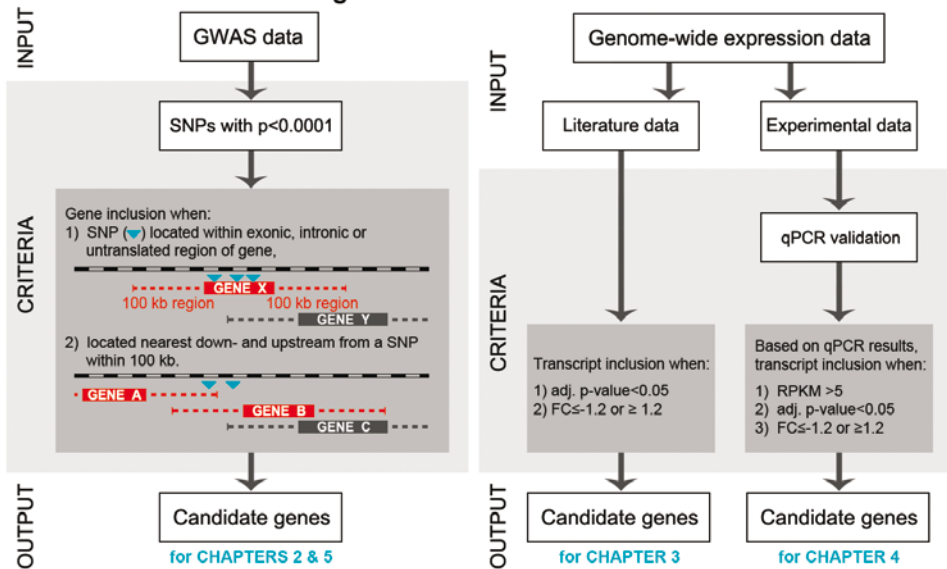 INPUT
GWAS data
SNPs with p<0.0001
CRITERIA
Gene inclusion when:
1) SNP ( ) located within exonic, intronic or
untranslated region of gene,
GENE X
100 kb region
100 kb region
GENE Y
2) located nearest down- and upstream from a SNP
within 100 kb.
GENE A
GENE B
GENE C
OUTPUT
Candidate genes
for CHAPTERS 2 & 5
INPUT
Genome-wide expression data
Literature data
Experimental data
CRITERIA
qPCR validation
Transcript inclusion when:
1) adj. p-value<0.05
2) FC≤-1.2 or ≥ 1.2
Based on qPCR results,
transcript inclusion when:
1) RPKM >5
2) adj. p-value<0.05
3) FC≤-1.2 or ≥1.2
OUTPUT
Candidate genes
for CHAPTER 3
Candidate genes
for CHAPTER 4